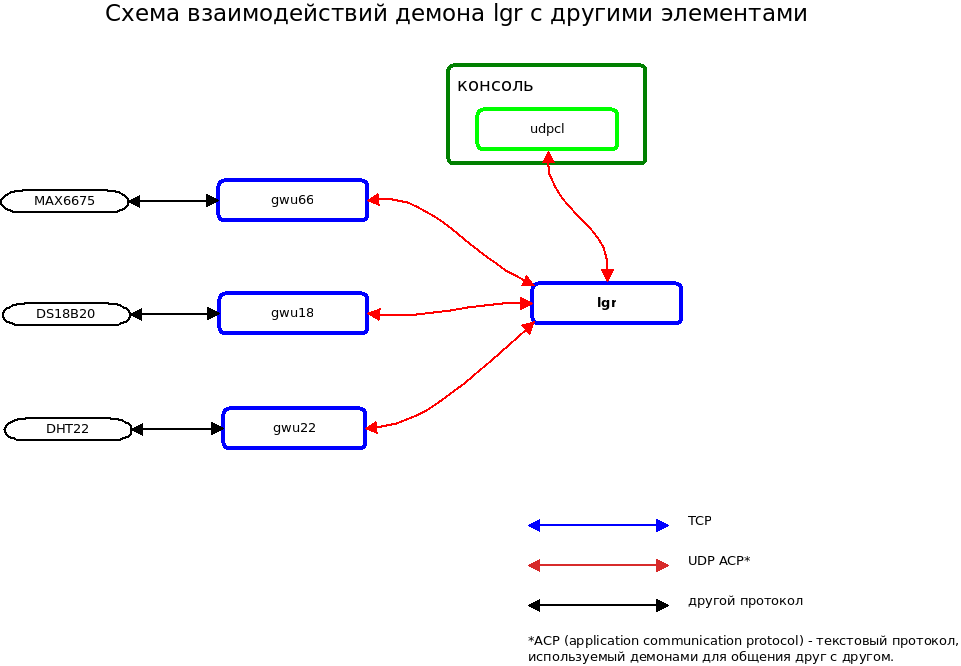 Схема взаимодействий демона lgr с другими элементами
консоль
udpcl
MAX6675
gwu66
DS18B20
gwu18
lgr
DHT22
gwu22
TCP
UDP ACP*
другой протокол
*ACP (application communication protocol) - текстовый протокол,
используемый демонами для общения друг с другом.